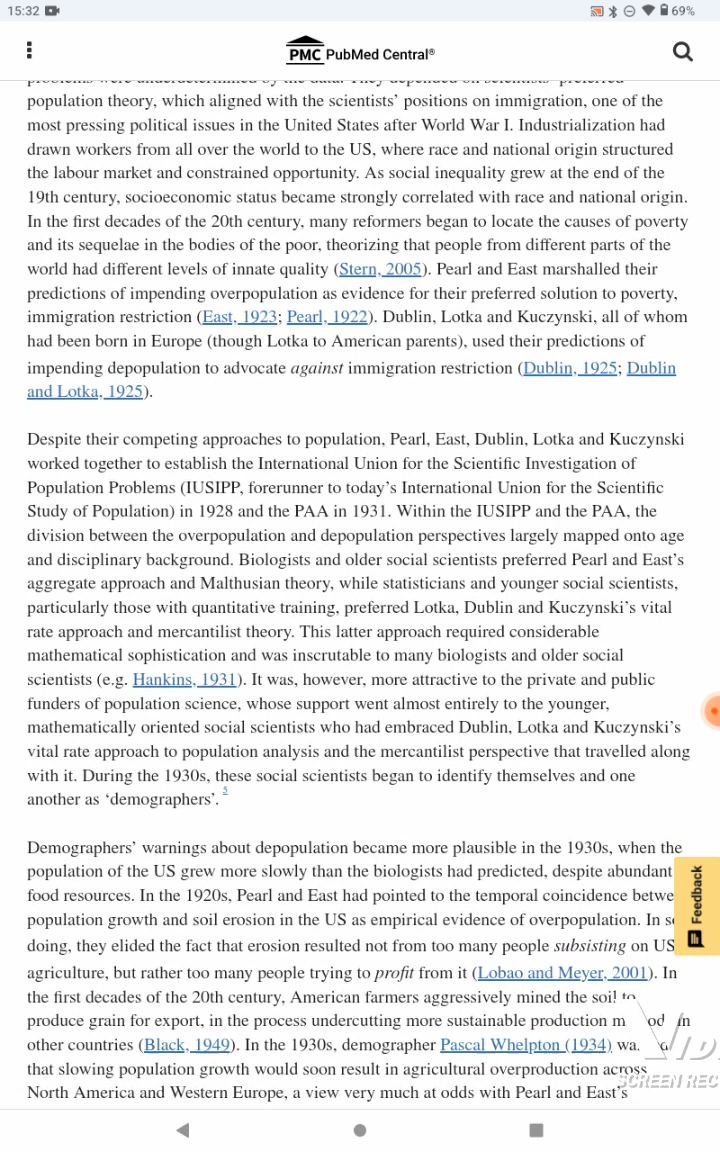 15:32 69%
PMC PubMed Central®
population theory, which aligned with the scientists' positions on immigration, one of the
most pressing political issues in the United States after World War I. Industrialization had
drawn workers from all over the world to the US, where race and national origin structured
the labour market and constrained opportunity. As social inequality grew at the end of the
19th century, socioeconomic status became strongly correlated with race and national origin.
In the first decades of the 20th century, many reformers began to locate the causes of poverty
and its sequelae in the bodies of the poor, theorizing that people from different parts of the
world had different levels of innate quality (Stern, 2005). Pearl and East marshalled their
predictions of impending overpopulation as evidence for their preferred solution to poverty,
immigration restriction (East, 1923; Pearl, 1922). Dublin, Lotka and Kuczynski, all of whom
had been born in Europe (though Lotka to American parents), used their predictions of
impending depopulation to advocate against immigration restriction (Dublin, 1925; Dublin
and Lotka, 1925).
Despite their competing approaches to population, Pearl, East, Dublin, Lotka and Kuczynski
worked together to establish the International Union for the Scientific Investigation of
Population Problems (IUSIPP, forerunner to today's International Union for the Scientific
Study of Population) in 1928 and the PAA in 1931. Within the IUSIPP and the PAA, the
division between the overpopulation and depopulation perspectives largely mapped onto age
and disciplinary background. Biologists and older social scientists preferred Pearl and East's
aggregate approach and Malthusian theory, while statisticians and younger social scientists,
particularly those with quantitative training, preferred Lotka, Dublin and Kuczynski's vital
rate approach and mercantilist theory. This latter approach required considerable
mathematical sophistication and was inscrutable to many biologists and older social
scientists (e.g. Hankins, 1931). It was, however, more attractive to the private and public
funders of population science, whose support went almost entirely to the younger,
mathematically oriented social scientists who had embraced Dublin, Lotka and Kuczynski's
vital rate approach to population analysis and the mercantilist perspective that travelled along
with it. During the 1930s, these social scientists began to identify themselves and one
another as 'demographers'. 5
Demographers' warnings about depopulation became more plausible in the 1930s, when the
population of the US grew more slowly than the biologists had predicted, despite abundant
food resources. In the 1920s, Pearl and East had pointed to the temporal coincidence betwe
population growth and soil erosion in the US as empirical evidence of overpopulation. In s
doing, they elided the fact that erosion resulted not from too many people subsisting on US
agriculture, but rather too many people trying to profit from it (Lobao and Meyer, 2001). In
the first decades of the 20th century, American farmers aggressively mined the soil to
produce grain for export, in the process undercutting more sustainable production in
other countries (Black, 1949). In the 1930s, demographer Pascal Whelpton (1934)
that slowing population growth would soon result in agricultural overproduction across
North America and Western Europe, a view very much at odds with Pearl and East's
Feedback
SCREEN REC